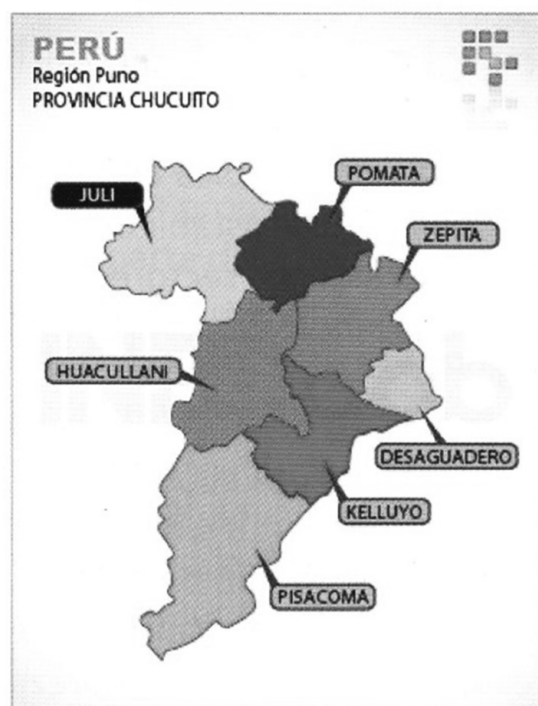 PERÚ
Región Puno
PROVINCIA CHUCUITO
POMATA
JULI
ZEPITA
HUACULLANI
DESAGUADERO
KELLUYO
PISACOMA